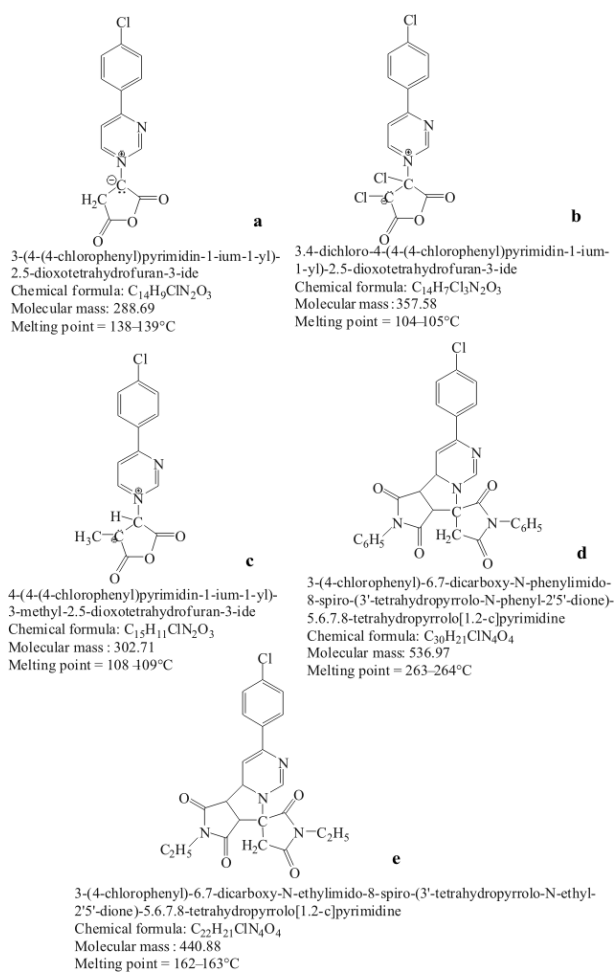 Cl
N
N
⊕
⊖
C
H₂C
O
O
O
a
3-(4-(4-chlorophenyl)pyrimidin-1-ium-1-yl)-
2.5-dioxotetrahydrofuran-3-ide
Chemical formula: C₁₄H₉ClN₂O₃
Molecular mass: 288.69
Melting point = 138–139°C
Cl
N
N
⊕
Cl
C
Cl
C
⊖
O
O
O
b
3.4-dichloro-4-(4-(4-chlorophenyl)pyrimidin-1-ium-
1-yl)-2.5-dioxotetrahydrofuran-3-ide
Chemical formula: C₁₄H₇Cl₃N₂O₃
Molecular mass:357.58
Melting point = 104–105°C
Cl
N
N
⊕
H
C
H₃C
C
⊖
O
O
O
c
4-(4-(4-chlorophenyl)pyrimidin-1-ium-1-yl)-
3-methyl-2.5-dioxotetrahydrofuran-3-ide
Chemical formula: C₁₅H₁₁ClN₂O₃
Molecular mass : 302.71
Melting point = 108 –109°C
Cl
N
N
O
O
C
N
N
C₆H₅
H₂C
C₆H₅
O
O
d
3-(4-chlorophenyl)-6.7-dicarboxy-N-phenylimido-
8-spiro-(3'-tetrahydropyrrolo-N-phenyl-2'5'-dione)-
5.6.7.8-tetrahydropyrrolo[1.2-c]pyrimidine
Chemical formula: C₃₀H₂₁ClN₄O₄
Molecular mass: 536.97
Melting point = 263–264°C
Cl
N
N
O
O
C
N
N
C₂H₅
H₂C
C₂H₅
O
O
e
3-(4-chlorophenyl)-6.7-dicarboxy-N-ethylimido-8-spiro-(3'-tetrahydropyrrolo-N-ethyl-
2'5'-dione)-5.6.7.8-tetrahydropyrrolo[1.2-c]pyrimidine
Chemical formula: C₂₂H₂₁ClN₄O₄
Molecular mass : 440.88
Melting point = 162–163°C